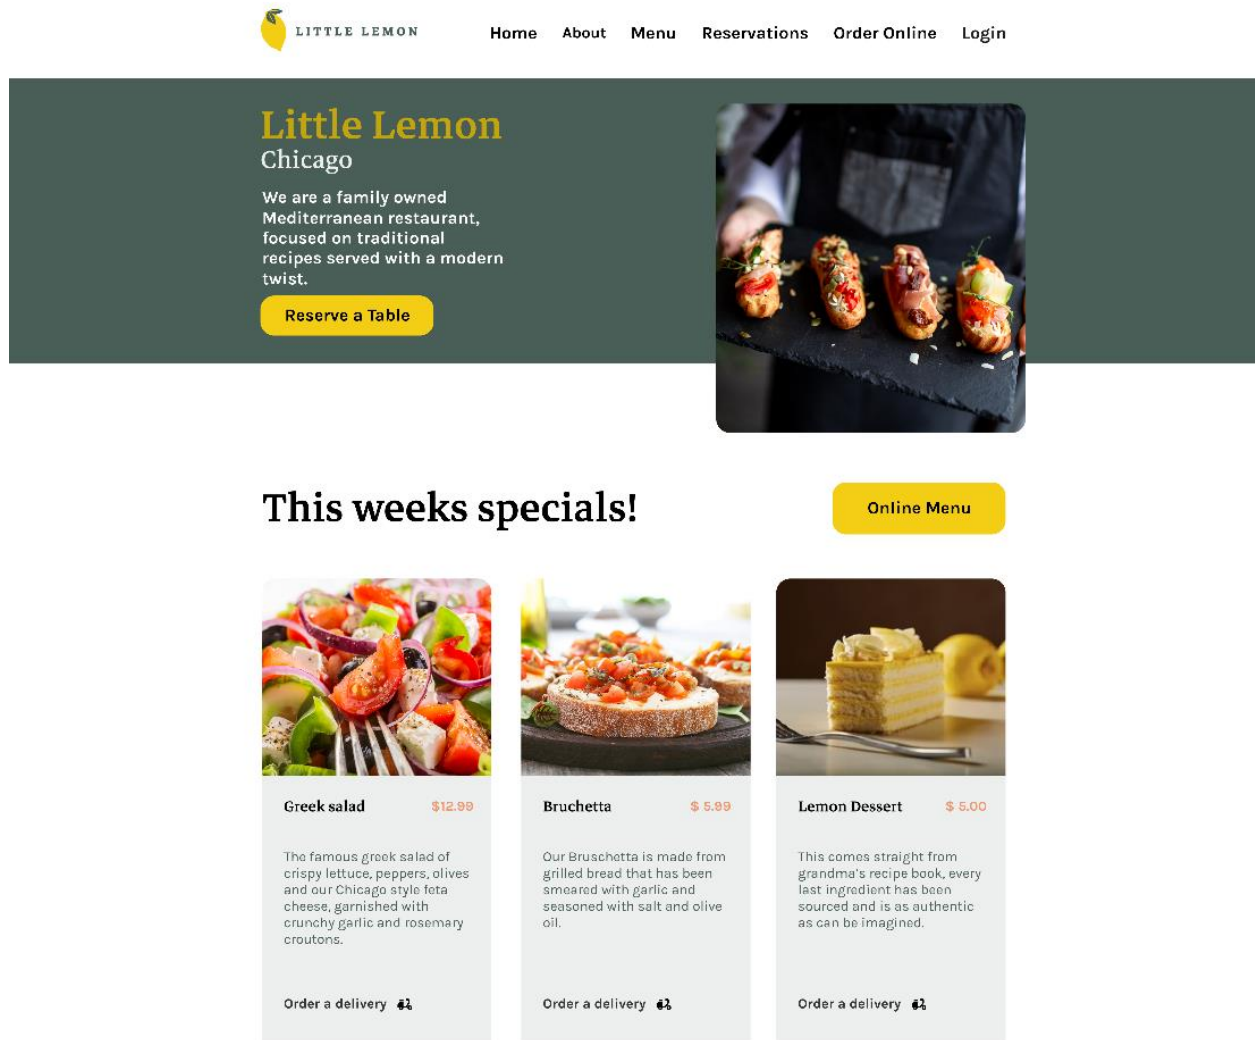 LITTLE LEMON
Home About Menu Reservations Order Online Login
Little Lemon
Chicago
We are a family owned
Mediterranean restaurant,
focused on traditional
recipes served with a modern
twist.
Reserve a Table
This weeks specials!
Online Menu
Greek salad $12.99
The famous greek salad of
crispy lettuce, peppers, olives
and our Chicago style feta
cheese, garnished with
crunchy garlic and rosemary
croutons.
Order a delivery
Bruchetta $ 5.99
Our Bruschetta is made from
grilled bread that has been
smeared with garlic and
seasoned with salt and olive
oil.
Order a delivery
Lemon Dessert $ 5.00
This comes straight from
grandma's recipe book, every
last ingredient has been
sourced and is as authentic
as can be imagined.
Order a delivery